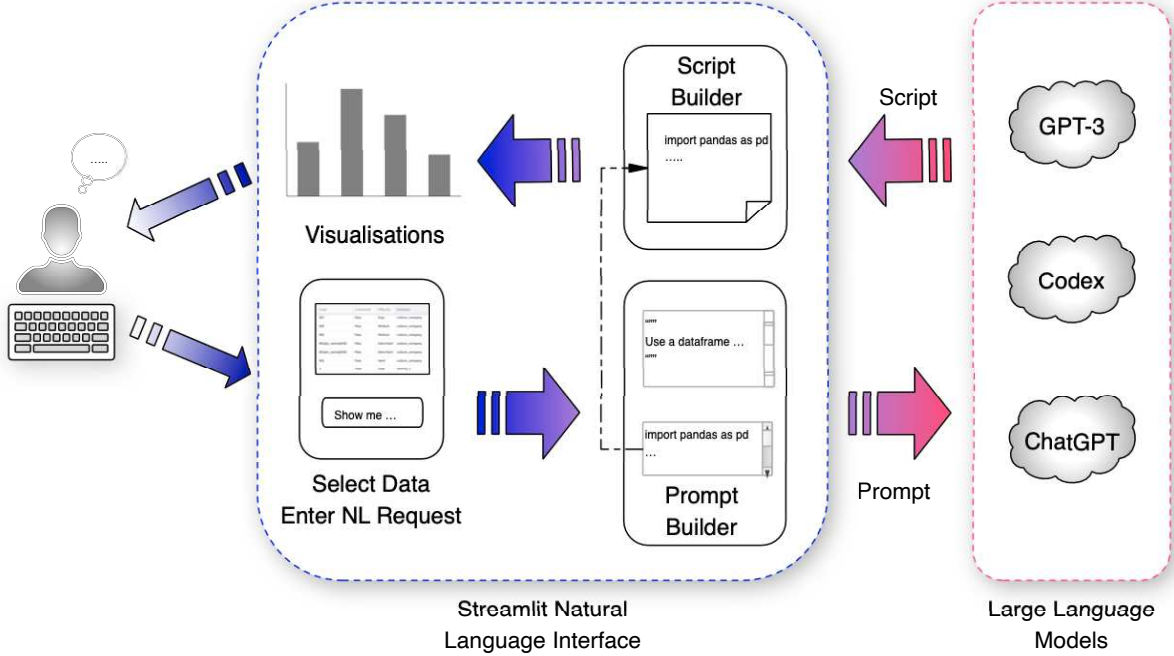 .....
Visualisations
Show me ...
Select Data
Enter NL Request
Script
Builder
import pandas as pd
.....
"""
Use a dataframe ...
"""
import pandas as pd
...
Prompt
Builder
Script
Prompt
GPT-3
Codex
ChatGPT
Streamlit Natural
Language Interface
Large Language
Models